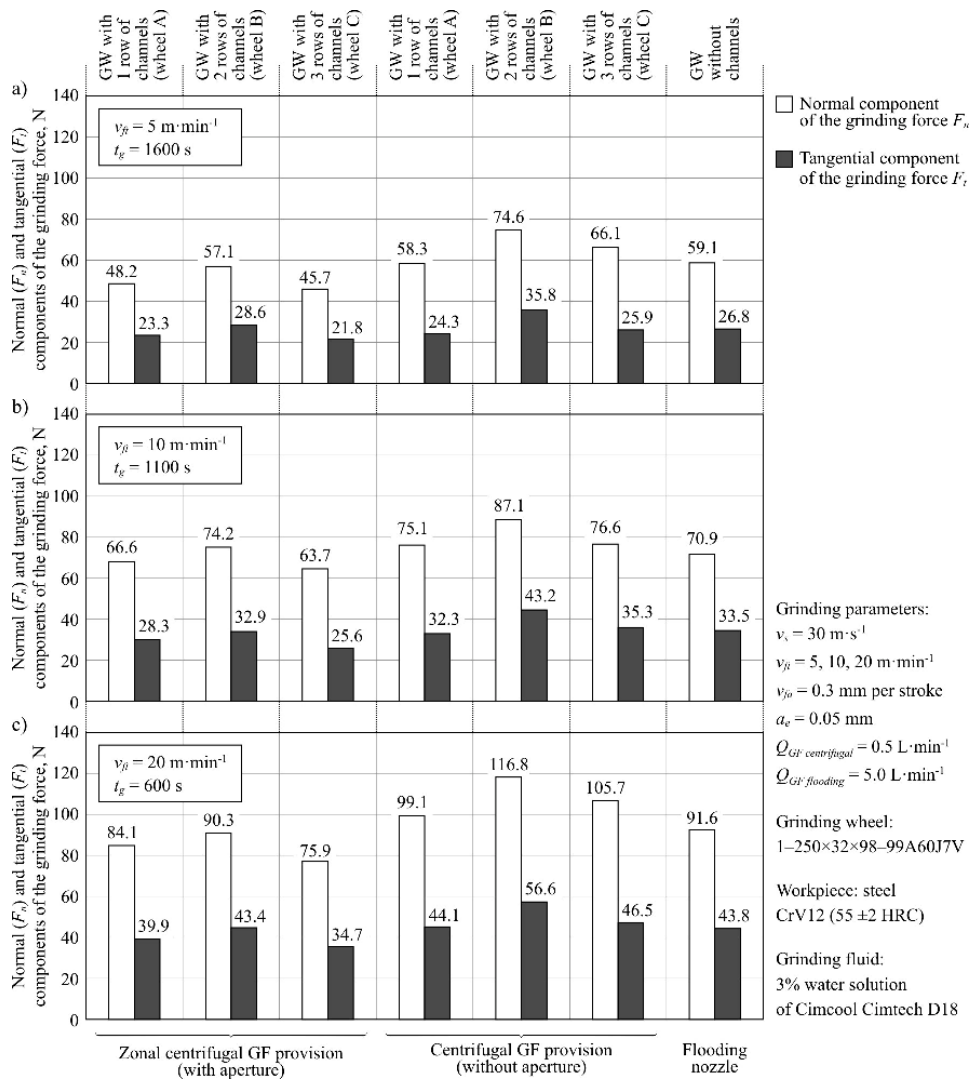 GW with
1 row of
channels
(wheel A)
GW with
2 rows of
channels
(wheel B)
GW with
3 rows of
channels
(wheel C)
GW with
1 row of
channels
(wheel A)
GW with
2 rows of
channels
(wheel B)
GW with
3 rows of
channels
(wheel C)
GW
without
channels
a)
Normal (Fn) and tangential (Ft)
components of the grinding force, N
140
120
100
80
60
40
20
0
vft = 5 m·min-1
tg = 1600 s
48.2
23.3
57.1
28.6
45.7
21.8
58.3
24.3
74.6
35.8
66.1
25.9
59.1
26.8
Normal component
of the grinding force Fn
Tangential component
of the grinding force Ft
b)
Normal (Fn) and tangential (Ft)
components of the grinding force, N
140
120
100
80
60
40
20
0
vft = 10 m·min-1
tg = 1100 s
66.6
28.3
74.2
32.9
63.7
25.6
75.1
32.3
87.1
43.2
76.6
35.3
70.9
33.5
c)
Normal (Fn) and tangential (Ft)
components of the grinding force, N
140
120
100
80
60
40
20
0
vft = 20 m·min-1
tg = 600 s
84.1
39.9
90.3
43.4
75.9
34.7
99.1
44.1
116.8
56.6
105.7
46.5
91.6
43.8
Grinding parameters:
vs = 30 m·s-1
vft = 5, 10, 20 m·min-1
vfa = 0.3 mm per stroke
ae = 0.05 mm
QGF centrifugal = 0.5 L·min-1
QGF flooding = 5.0 L·min-1
Grinding wheel:
1–250×32×98–99A60J7V
Workpiece: steel
CrV12 (55 ±2 HRC)
Grinding fluid:
3% water solution
of Cimcool Cimtech D18
Zonal centrifugal GF provision
(with aperture)
Centrifugal GF provision
(without aperture)
Flooding
nozzle